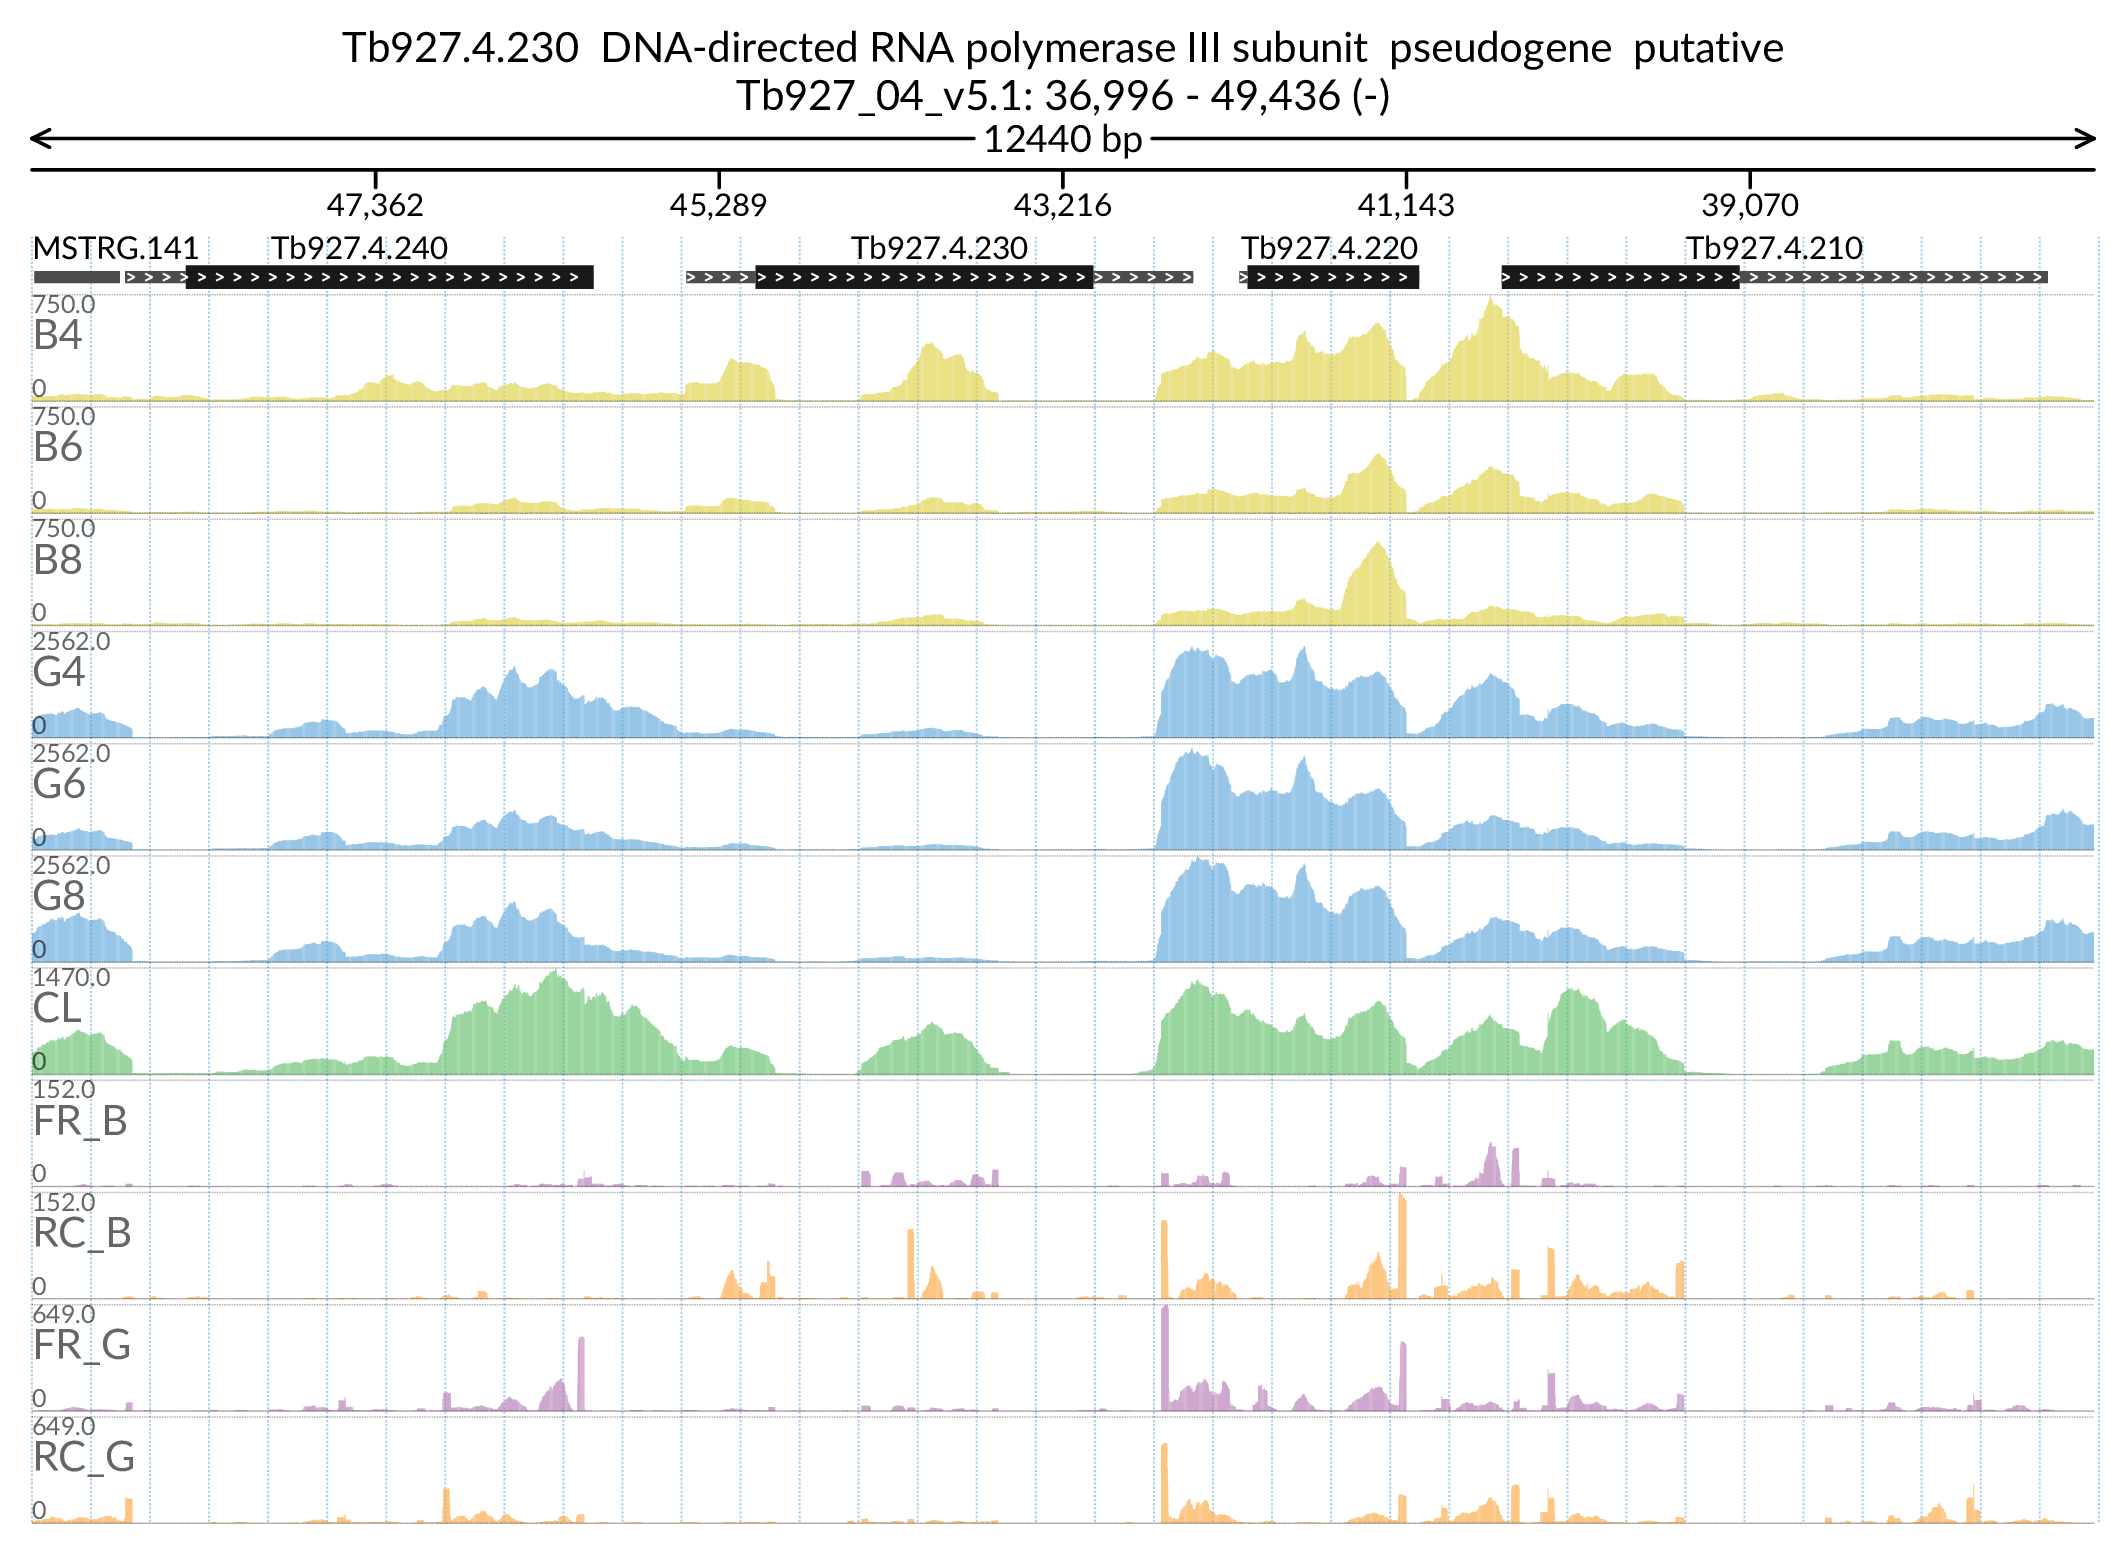 Tb927.4.230 DNA-directed RNA polymerase III subunit pseudogene putative
Tb927_04_v5.1: 36,996 - 49,436 (-)
12440 bp
47,362 45,289 43,216 41,143 39,070
MSTRG.141 Tb927.4.240 Tb927.4.230 Tb927.4.220 Tb927.4.210
750.0
B4
0
750.0
B6
0
750.0
B8
0
2562.0
G4
0
2562.0
G6
0
2562.0
G8
0
1470.0
CL
0
152.0
FR_B
0
152.0
RC_B
0
649.0
FR_G
0
649.0
RC_G
0